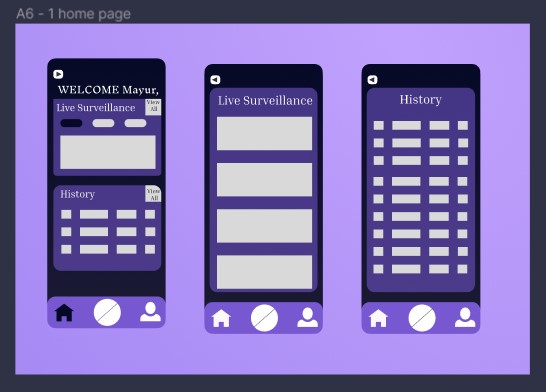 A6 - 1 home page
WELCOME Mayur,
Live Surveillance
View
All
History
View
All
Live Surveillance
History